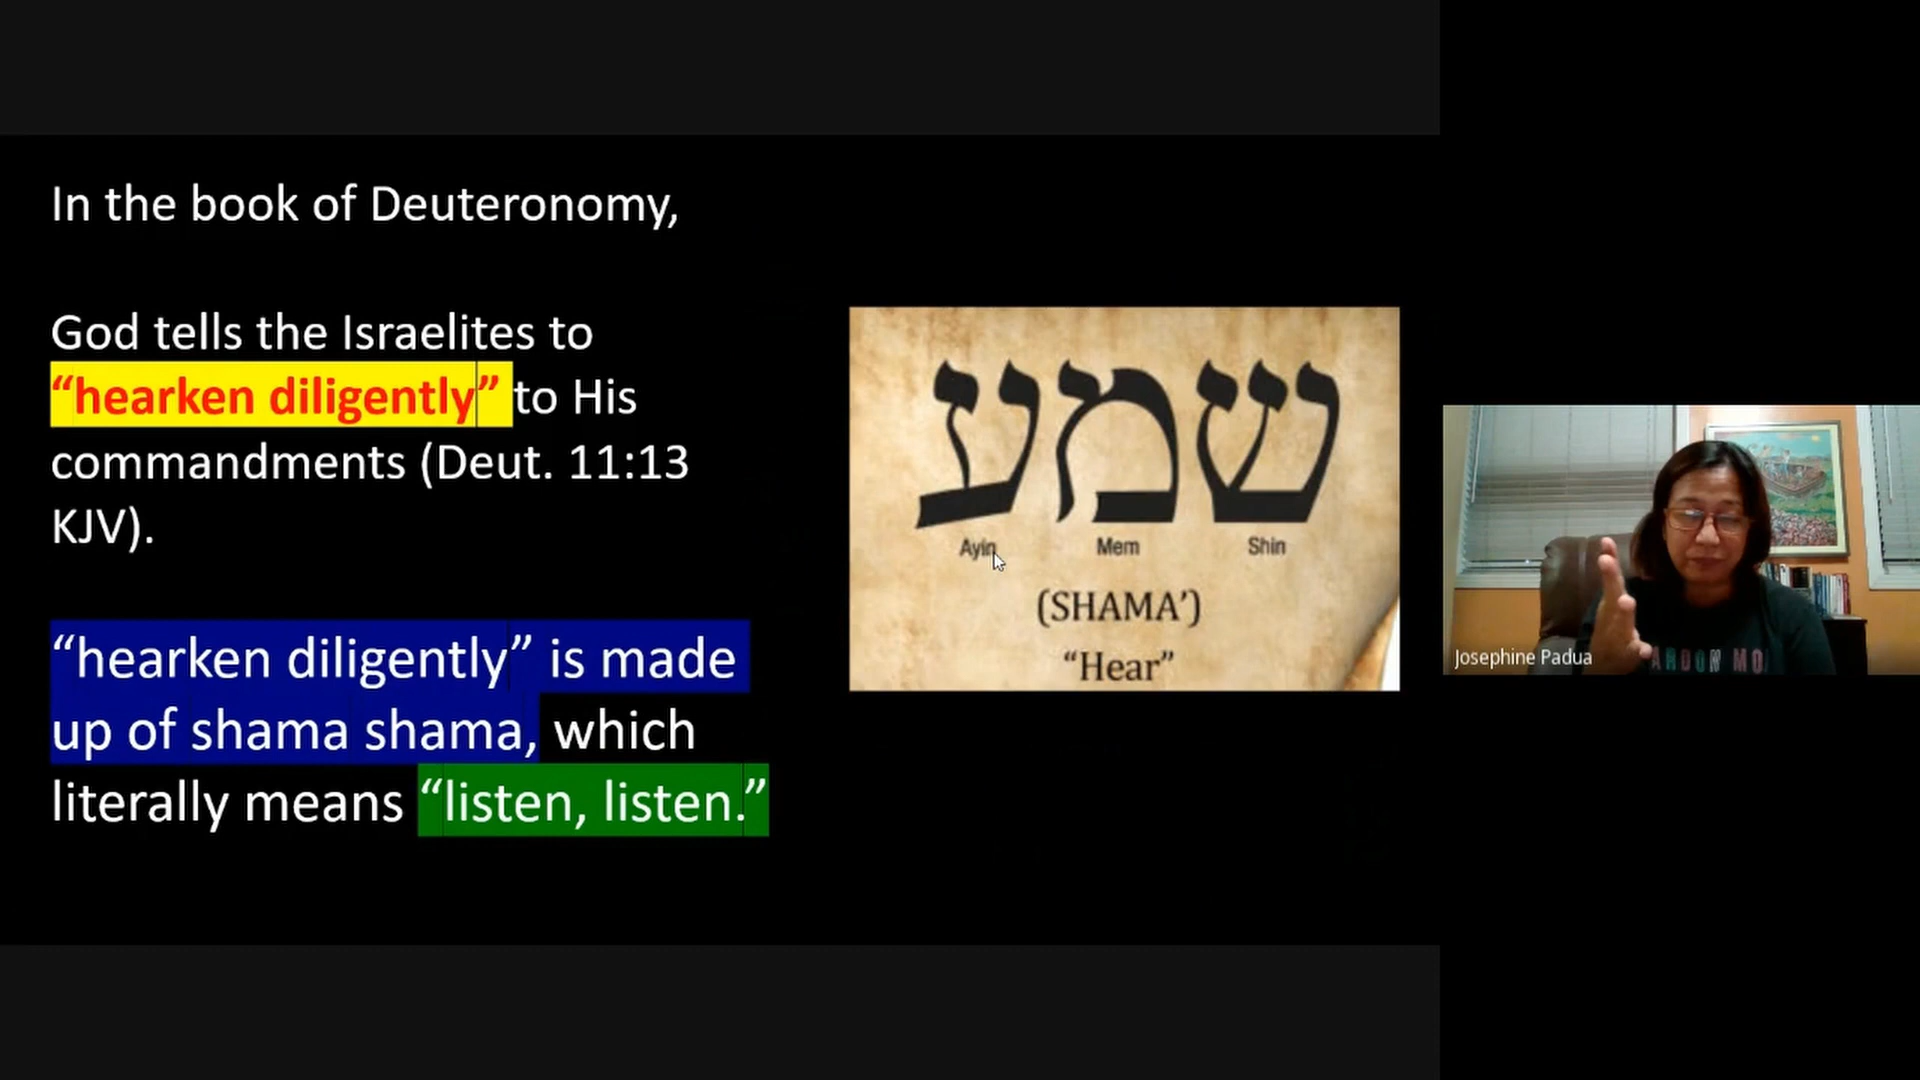 In the book of Deuteronomy,
God tells the Israelites to
“hearken diligently” to His
commandments (Deut. 11:13
KJV).
“hearken diligently” is made
up of shama shama, which
literally means “listen, listen.”
שמע
Ayin Mem Shin
(SHAMA’)
“Hear”
Josephine Padua
ARDON MO